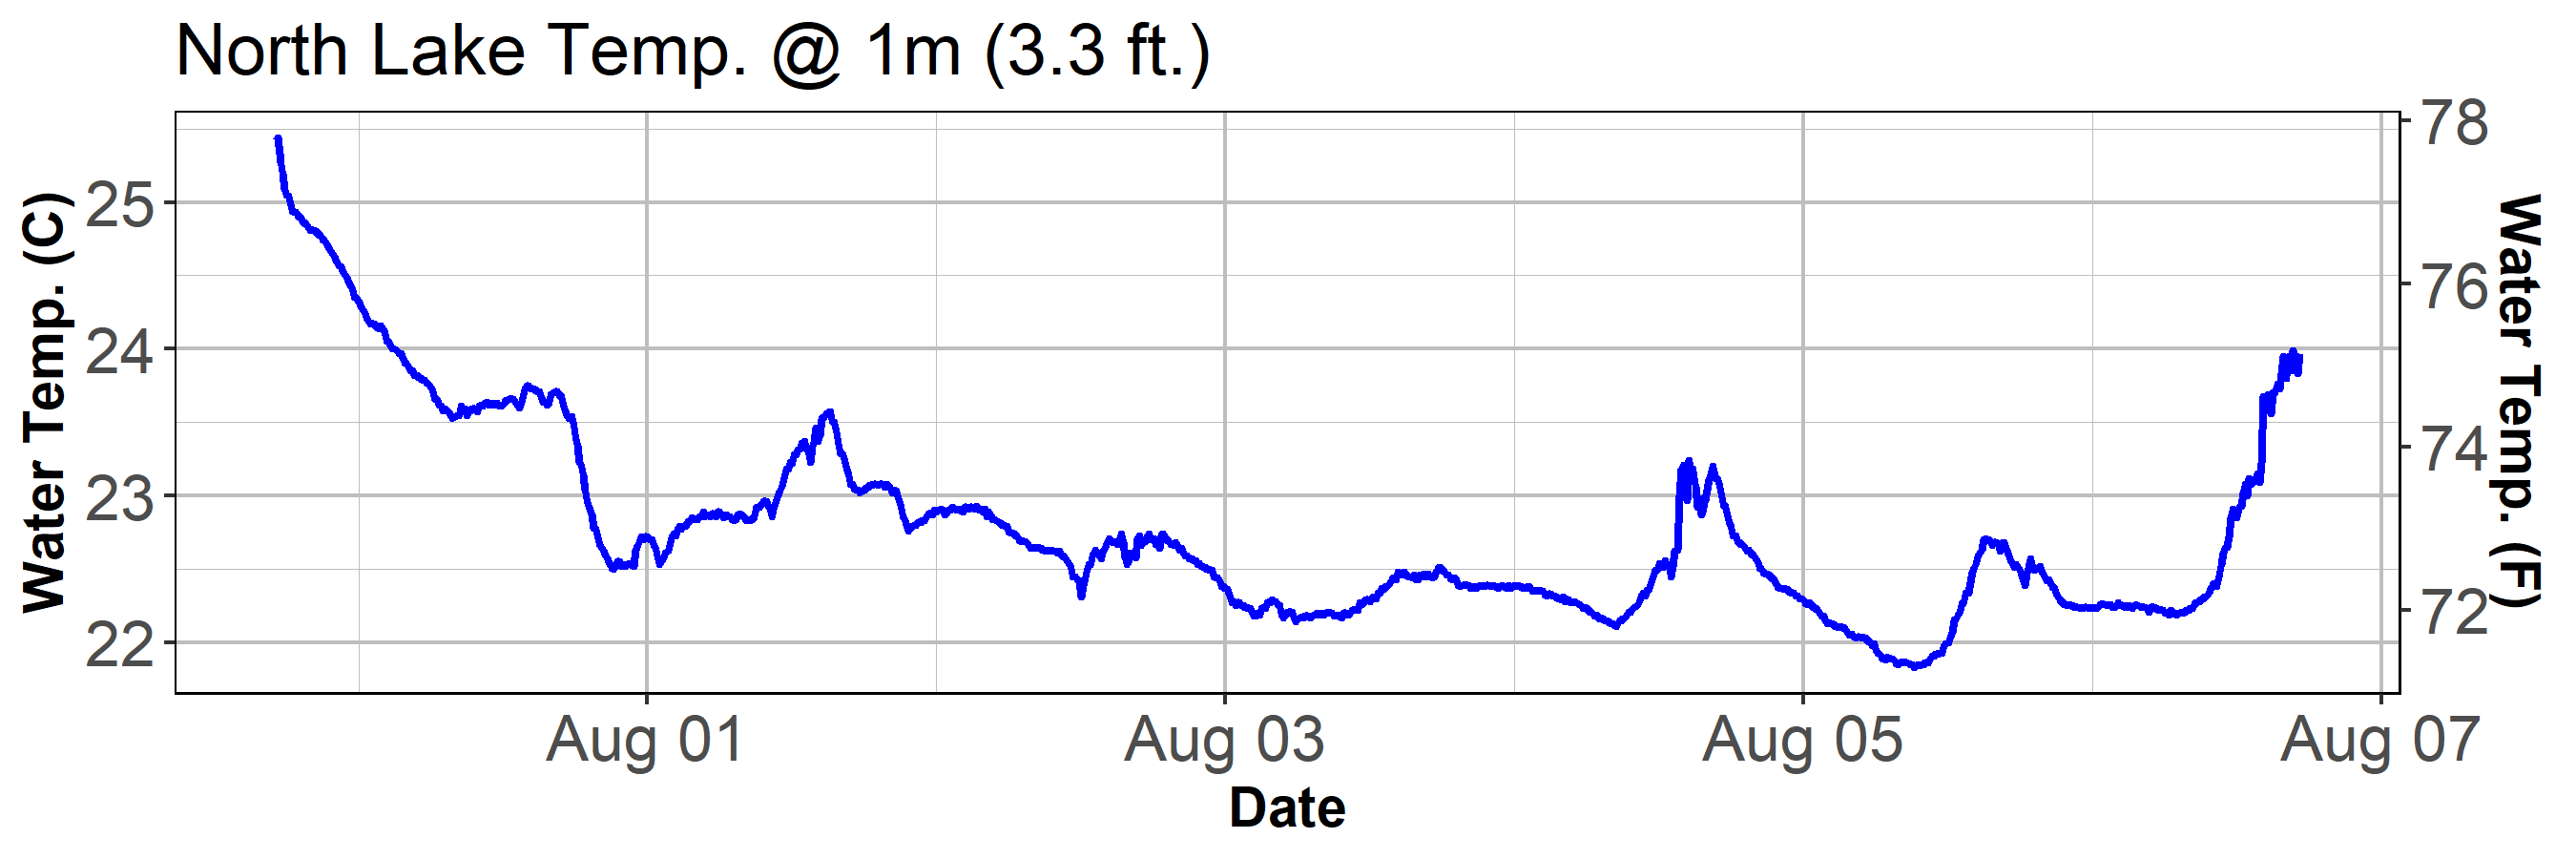 North Lake Temp. @ 1m (3.3 ft.)
Water Temp. (C)
25
24
23
22
78
76
74
72
Water Temp. (F)
Aug 01
Aug 03
Aug 05
Aug 07
Date